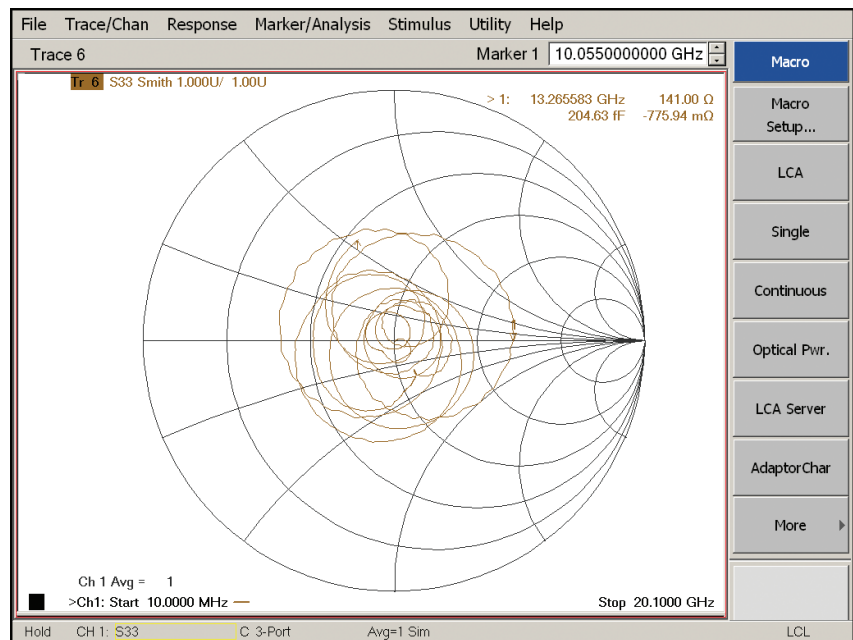 File Trace/Chan Response Marker/Analysis Stimulus Utility Help
Trace 6 Marker 1 10.0550000000 GHz
Tr 6 S33 Smith 1.000U/ 1.00U
> 1: 13.265583 GHz 141.00 Ω
204.63 fF -775.94 mΩ
Macro
Macro
Setup...
LCA
Single
Continuous
Optical Pwr.
LCA Server
AdaptorChar
More
Ch 1 Avg = 1
>Ch1: Start 10.0000 MHz Stop 20.1000 GHz
Hold CH 1: S33 C 3-Port Avg=1 Sim LCL